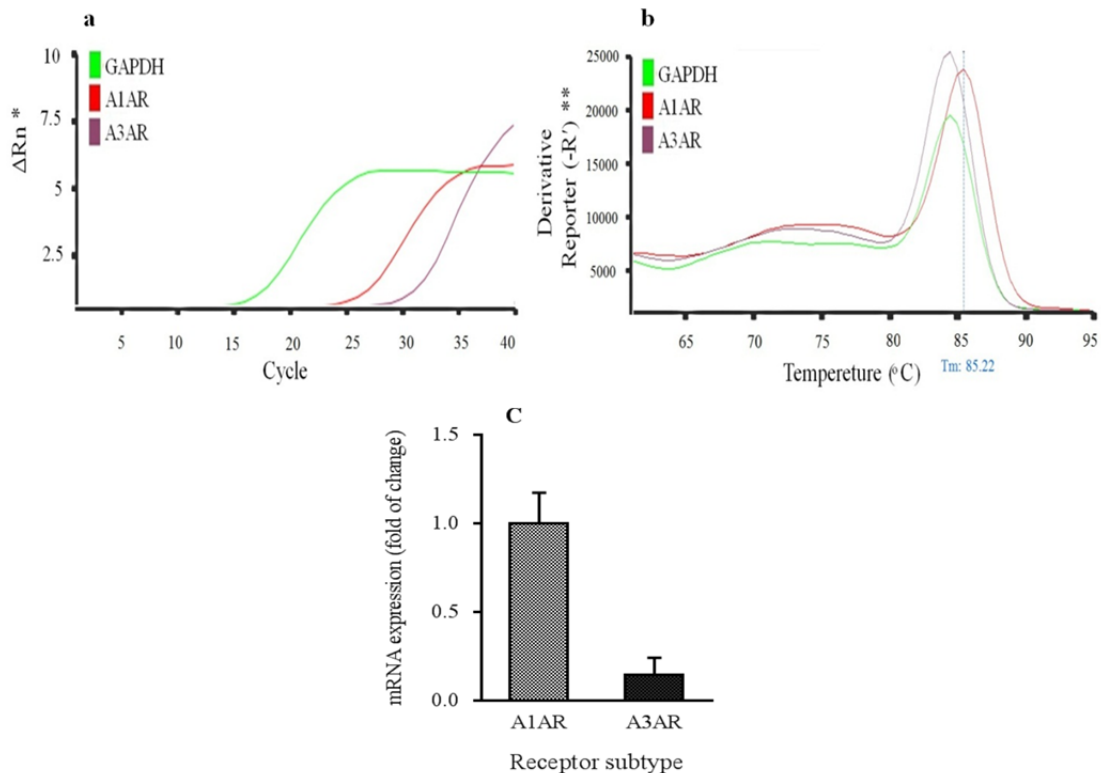 a
10
7.5
5
2.5
ΔRn *
GAPDH
A1AR
A3AR
5 10 15 20 25 30 35 40
Cycle
b
25000
20000
15000
10000
5000
Derivative
Reporter (-R') **
GAPDH
A1AR
A3AR
65 70 75 80 85 90 95
Tempereture (⁰C)
Tm: 85.22
C
1.5
1.0
0.5
0.0
mRNA expression (fold of change)
A1AR A3AR
Receptor subtype